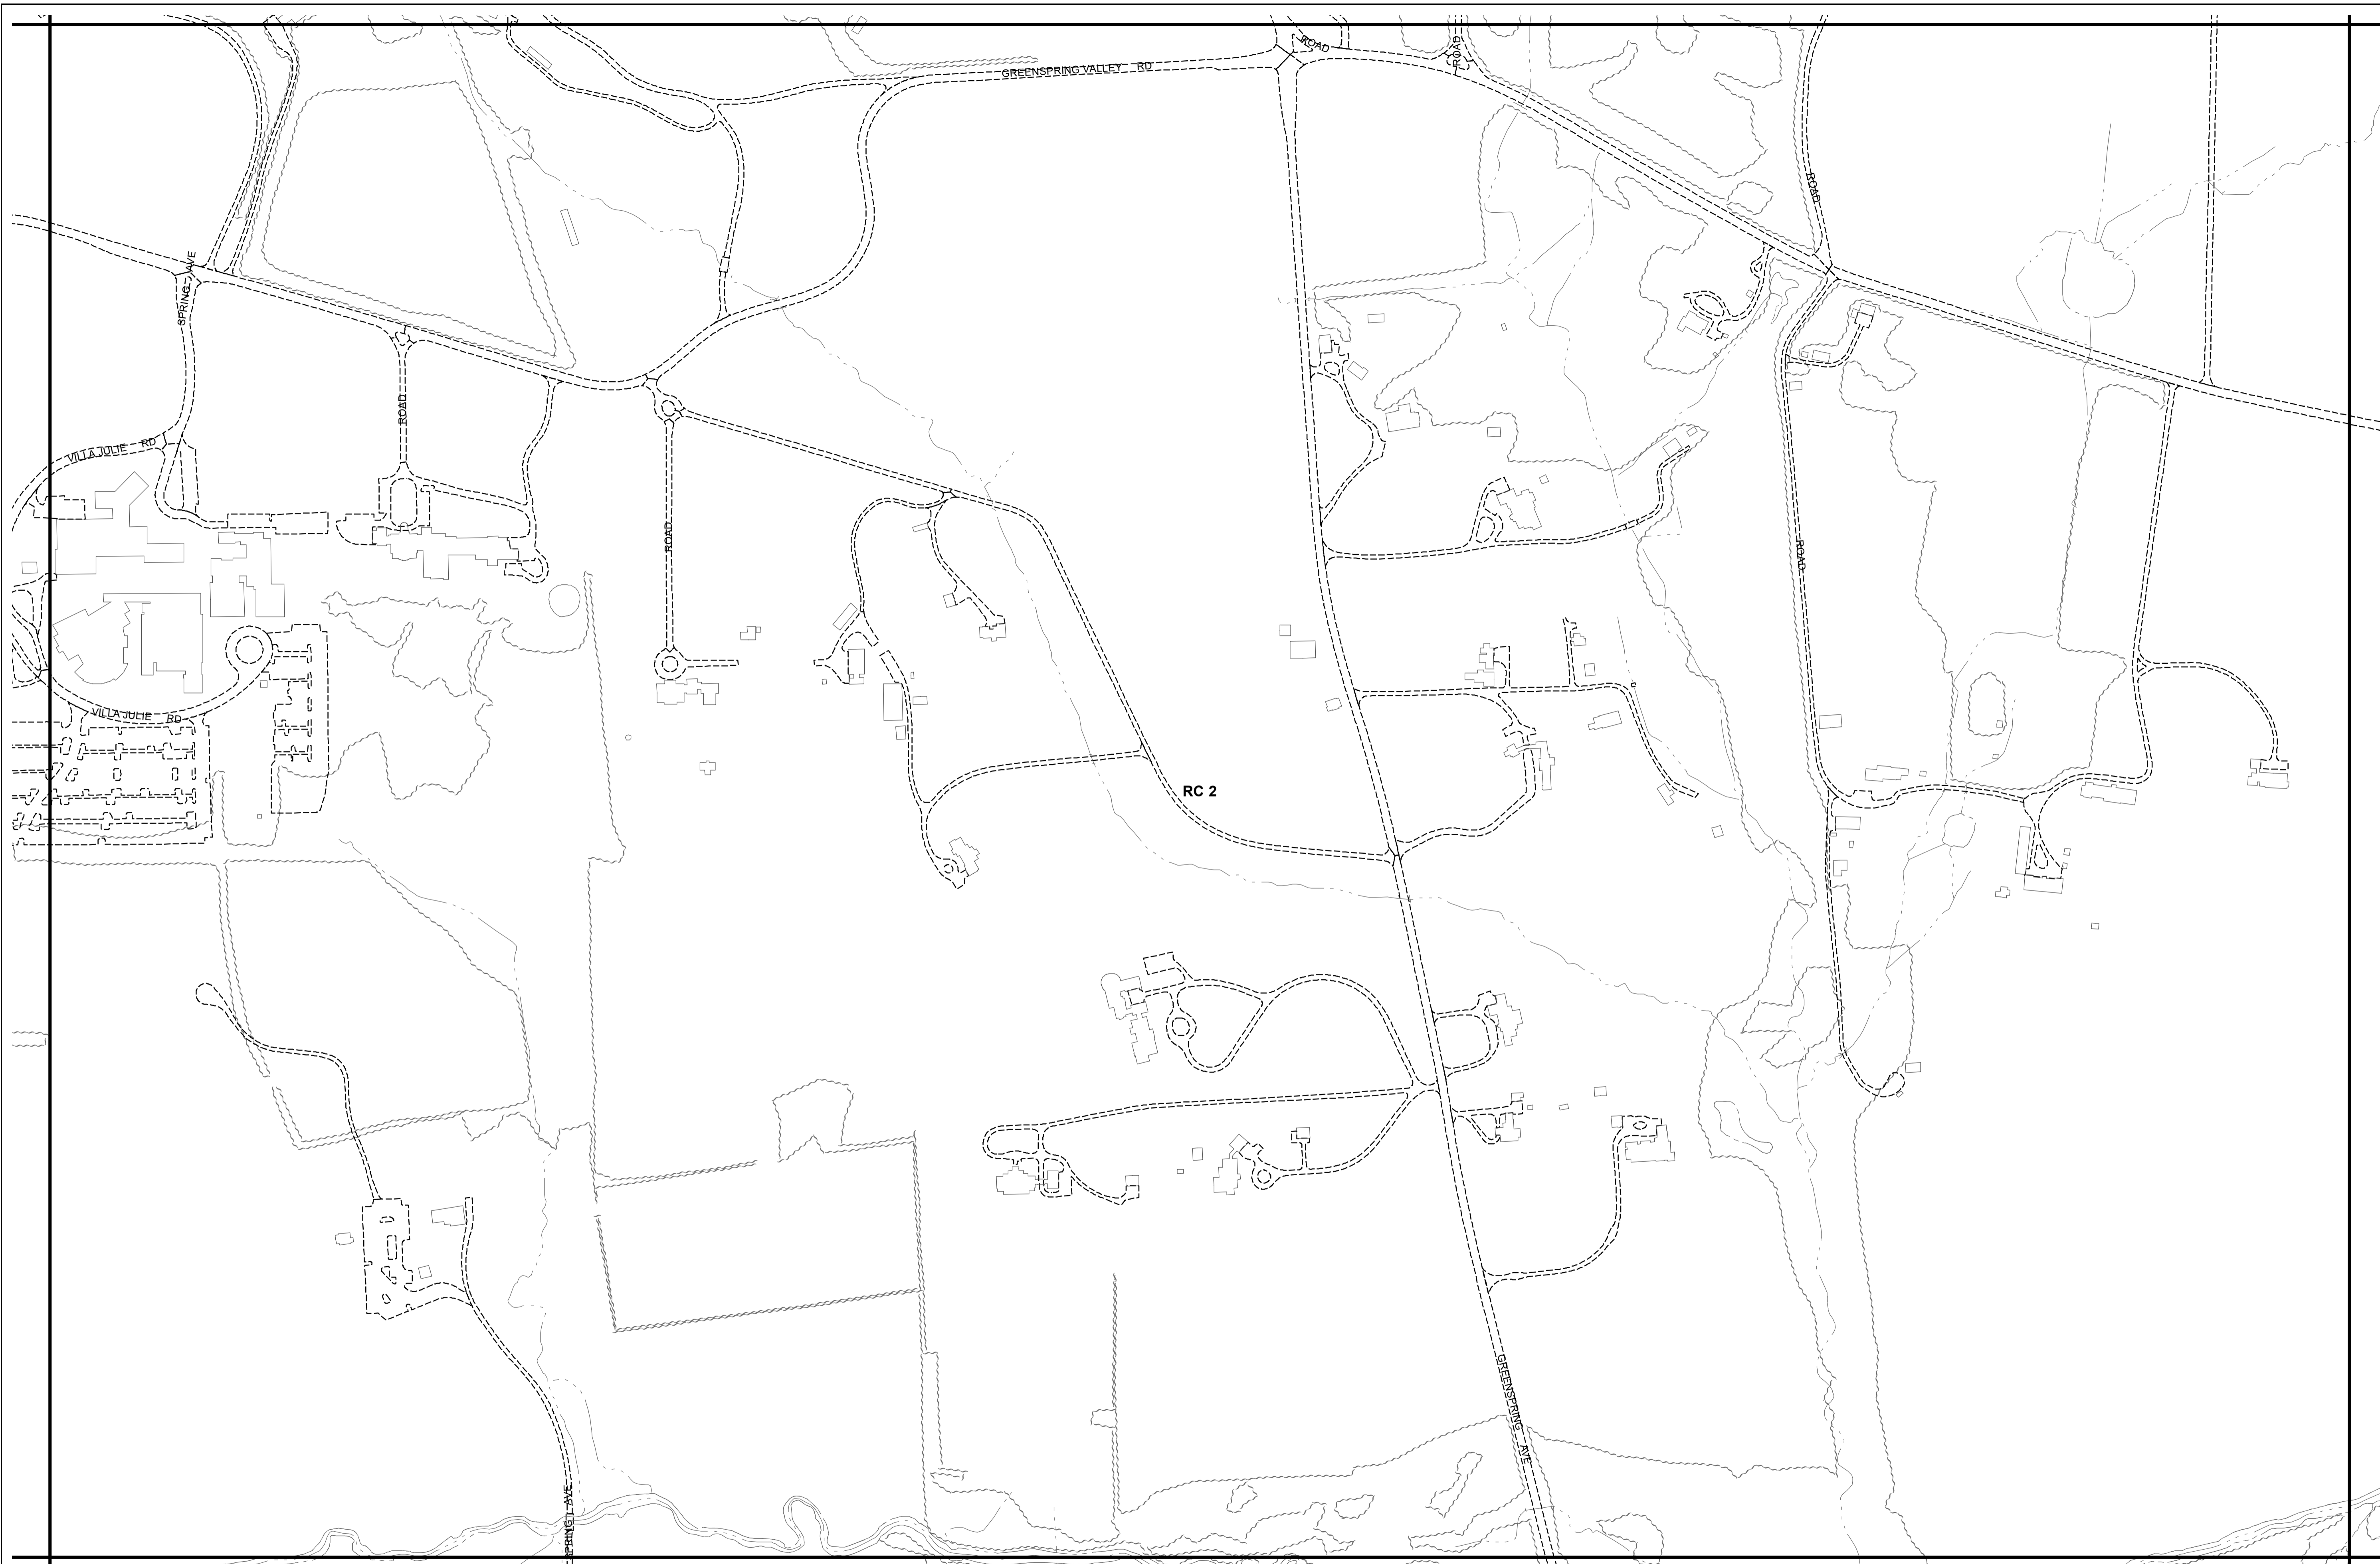 ROAD
ROAD
GREENSPRING VALLEY RD
ROAD
SPRING AVE
ROAD
VILLA JULIE RD
ROAD
ROAD
VILLA JULIE RD
RC 2
GREENSPRING AVE
SPRING AVE